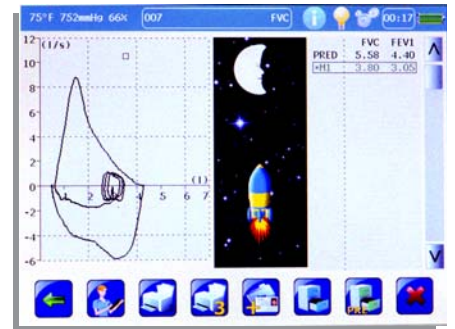 75°F 752mmHg 66%
007 FVC
i
00:17
(l/s)
12
10
8
6
4
2
0
-2
-4
-6
1 2 3 4 5 6 7
(l)
FVC FEV1
PRED 5.58 4.40
*M1 3.80 3.05
3
+
PRE